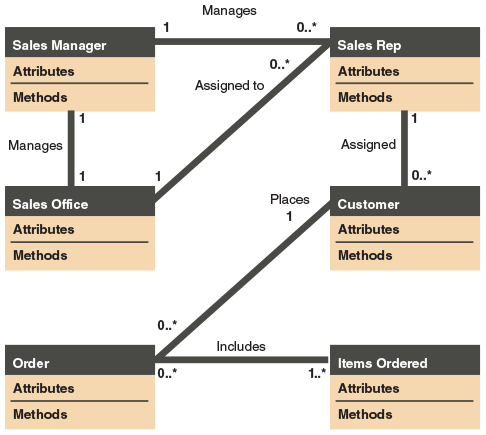 Manages
1
0..*
Sales Manager
Sales Rep
0..*
Attributes
Attributes
Assigned to
Methods
Methods
1
1
Manages
Assigned
1
1
0..*
Sales Office
Places
Customer
1
Attributes
Attributes
Methods
Methods
0..*
Includes
Order
Items Ordered
0..*
1..*
Attributes
Attributes
Methods
Methods